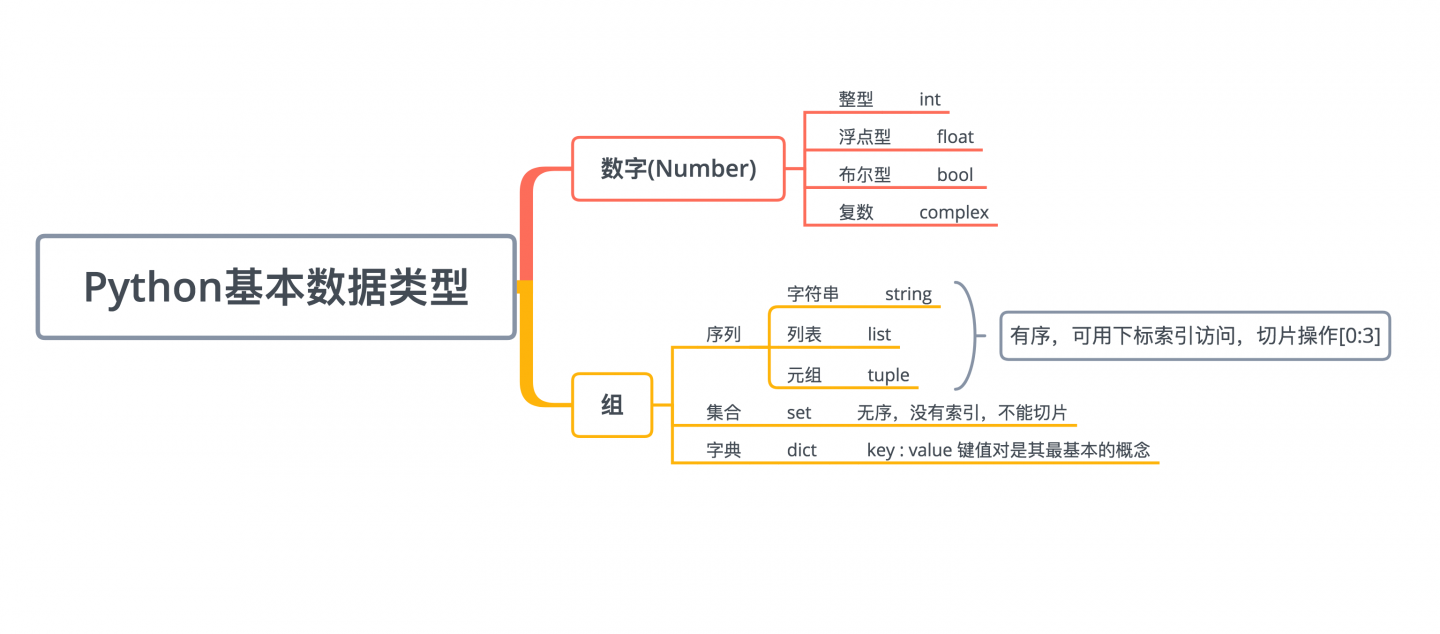 Python基本数据类型
数字(Number)
整型 int
浮点型 float
布尔型 bool
复数 complex
组
序列
字符串 string
列表 list
元组 tuple
有序，可用下标索引访问，切片操作[0:3]
集合 set 无序，没有索引，不能切片
字典 dict key : value 键值对是其最基本的概念